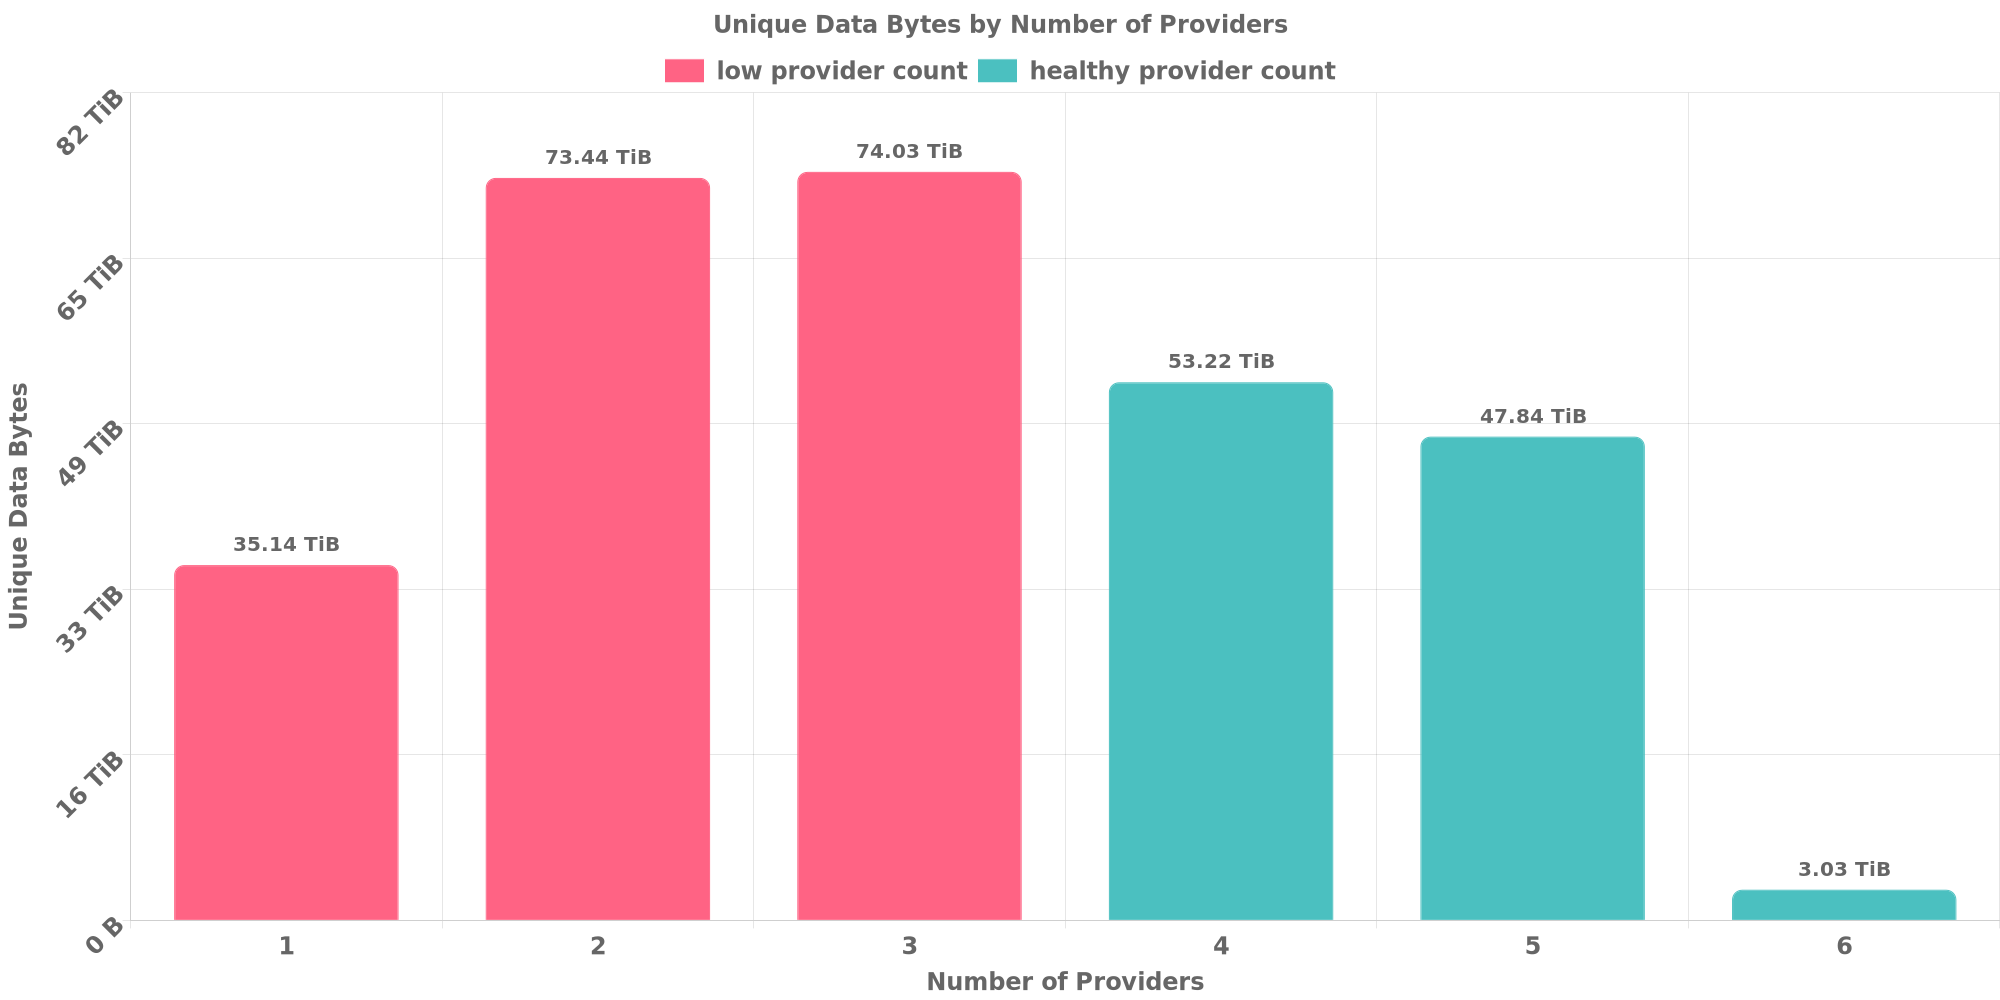 Unique Data Bytes by Number of Providers
low provider count healthy provider count
82 TiB
65 TiB
49 TiB
33 TiB
16 TiB
0 B
Unique Data Bytes
35.14 TiB
73.44 TiB
74.03 TiB
53.22 TiB
47.84 TiB
3.03 TiB
1 2 3 4 5 6
Number of Providers